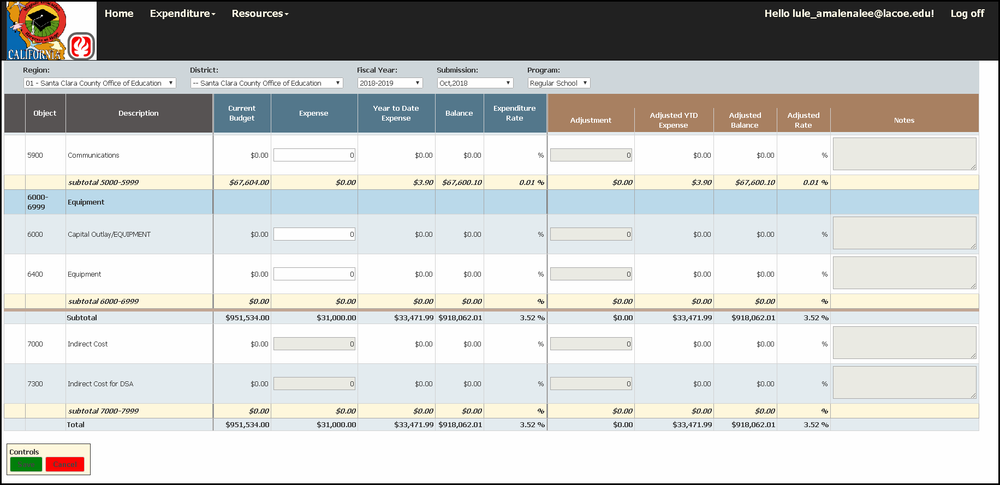 Migrant Education
Harvests of Hope
CALIFORNIA
Home Expenditure Resources Hello lule_amalenalee@lacoe.edu! Log off
Region: District: Fiscal Year: Submission: Program:
01 - Santa Clara County Office of Education -- Santa Clara County Office of Education 2018-2019 Oct,2018 Regular School
Object Description Current Budget Expense Year to Date Expense Balance Expenditure Rate Adjustment Adjusted YTD Expense Adjusted Balance Adjusted Rate Notes
5900 Communications $0.00 0 $0.00 $0.00 % 0 $0.00 $0.00 %
subtotal 5000-5999 $67,604.00 $0.00 $3.90 $67,600.10 0.01 % $0.00 $3.90 $67,600.10 0.01 %
6000-6999 Equipment
6000 Capital Outlay/EQUIPMENT $0.00 0 $0.00 $0.00 % 0 $0.00 $0.00 %
6400 Equipment $0.00 0 $0.00 $0.00 % 0 $0.00 $0.00 %
subtotal 6000-6999 $0.00 $0.00 $0.00 $0.00 % $0.00 $0.00 $0.00 %
Subtotal $951,534.00 $31,000.00 $33,471.99 $918,062.01 3.52 % $0.00 $33,471.99 $918,062.01 3.52 %
7000 Indirect Cost $0.00 0 $0.00 $0.00 % 0 $0.00 $0.00 %
7300 Indirect Cost for DSA $0.00 0 $0.00 $0.00 % 0 $0.00 $0.00 %
subtotal 7000-7999 $0.00 $0.00 $0.00 $0.00 % $0.00 $0.00 $0.00 %
Total $951,534.00 $31,000.00 $33,471.99 $918,062.01 3.52 % $0.00 $33,471.99 $918,062.01 3.52 %
Controls
Save Cancel